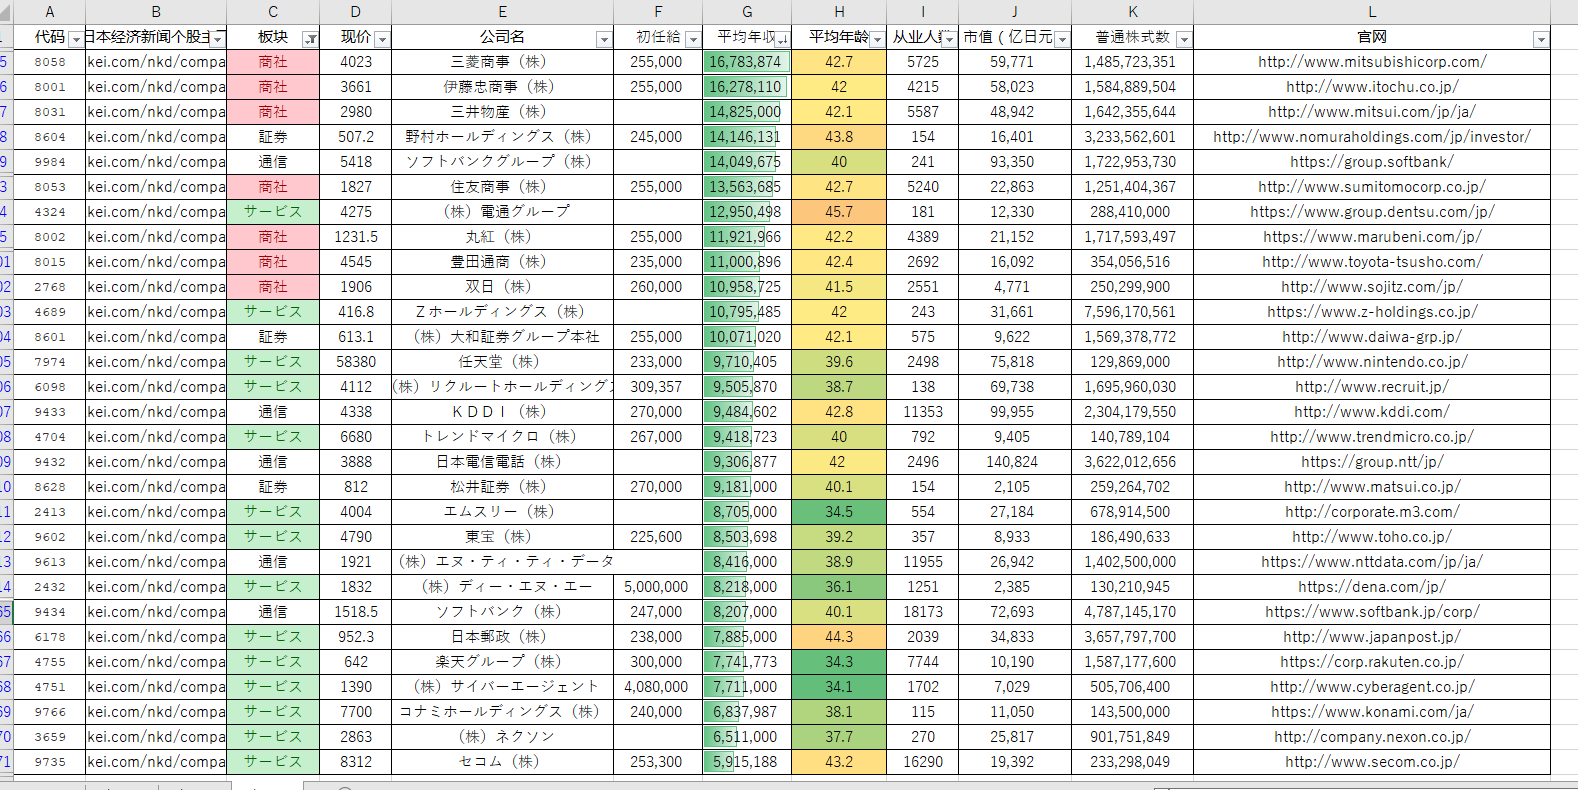 A B C D E F G H I J K L
代码 日本经济新闻个股主 板块 现价 公司名 初任給 平均年収 平均年齢 从业人数 市値（亿日元 普通株式数 官网
5 8058 kei.com/nkd/compa 商社 4023 三菱商事（株） 255,000 16,783,874 42.7 5725 59,771 1,485,723,351 http://www.mitsubishicorp.com/
6 8001 kei.com/nkd/compa 商社 3661 伊藤忠商事（株） 255,000 16,278,110 42 4215 58,023 1,584,889,504 http://www.itochu.co.jp/
7 8031 kei.com/nkd/compa 商社 2980 三井物産（株） 14,825,000 42.1 5587 48,942 1,642,355,644 http://www.mitsui.com/jp/ja/
8 8604 kei.com/nkd/compa 証券 507.2 野村ホールディングス（株） 245,000 14,146,131 43.8 154 16,401 3,233,562,601 http://www.nomuraholdings.com/jp/investor/
9 9984 kei.com/nkd/compa 通信 5418 ソフトバンクグループ（株） 14,049,675 40 241 93,350 1,722,953,730 https://group.softbank/
3 8053 kei.com/nkd/compa 商社 1827 住友商事（株） 255,000 13,563,685 42.7 5240 22,863 1,251,404,367 http://www.sumitomocorp.co.jp/
4 4324 kei.com/nkd/compa サービス 4275 （株）電通グループ 12,950,498 45.7 181 12,330 288,410,000 https://www.group.dentsu.com/jp/
5 8002 kei.com/nkd/compa 商社 1231.5 丸紅（株） 255,000 11,921,966 42.2 4389 21,152 1,717,593,497 https://www.marubeni.com/jp/
01 8015 kei.com/nkd/compa 商社 4545 豊田通商（株） 235,000 11,000,896 42.4 2692 16,092 354,056,516 http://www.toyota-tsusho.com/
02 2768 kei.com/nkd/compa 商社 1906 双日（株） 260,000 10,958,725 41.5 2551 4,771 250,299,900 http://www.sojitz.com/jp/
03 4689 kei.com/nkd/compa サービス 416.8 Ｚホールディングス（株） 10,795,485 42 243 31,661 7,596,170,561 https://www.z-holdings.co.jp/
04 8601 kei.com/nkd/compa 証券 613.1 （株）大和証券グループ本社 255,000 10,071,020 42.1 575 9,622 1,569,378,772 http://www.daiwa-grp.jp/
05 7974 kei.com/nkd/compa サービス 58380 任天堂（株） 233,000 9,710,405 39.6 2498 75,818 129,869,000 http://www.nintendo.co.jp/
06 6098 kei.com/nkd/compa サービス 4112 （株）リクルートホールディング 309,357 9,505,870 38.7 138 69,738 1,695,960,030 http://www.recruit.jp/
07 9433 kei.com/nkd/compa 通信 4338 ＫＤＤＩ（株） 270,000 9,484,602 42.8 11353 99,955 2,304,179,550 http://www.kddi.com/
08 4704 kei.com/nkd/compa サービス 6680 トレンドマイクロ（株） 267,000 9,418,723 40 792 9,405 140,789,104 http://www.trendmicro.co.jp/
09 9432 kei.com/nkd/compa 通信 3888 日本電信電話（株） 9,306,877 42 2496 140,824 3,622,012,656 https://group.ntt/jp/
10 8628 kei.com/nkd/compa 証券 812 松井証券（株） 270,000 9,181,000 40.1 154 2,105 259,264,702 http://www.matsui.co.jp/
11 2413 kei.com/nkd/compa サービス 4004 エムスリー（株） 8,705,000 34.5 554 27,184 678,914,500 http://corporate.m3.com/
12 9602 kei.com/nkd/compa サービス 4790 東宝（株） 225,600 8,503,698 39.2 357 8,933 186,490,633 http://www.toho.co.jp/
13 9613 kei.com/nkd/compa 通信 1921 （株）エヌ・ティ・ティ・データ 8,416,000 38.9 11955 26,942 1,402,500,000 https://www.nttdata.com/jp/ja/
14 2432 kei.com/nkd/compa サービス 1832 （株）ディー・エヌ・エー 5,000,000 8,218,000 36.1 1251 2,385 130,210,945 https://dena.com/jp/
65 9434 kei.com/nkd/compa 通信 1518.5 ソフトバンク（株） 247,000 8,207,000 40.1 18173 72,693 4,787,145,170 https://www.softbank.jp/corp/
66 6178 kei.com/nkd/compa サービス 952.3 日本郵政（株） 238,000 7,885,000 44.3 2039 34,833 3,657,797,700 http://www.japanpost.jp/
67 4755 kei.com/nkd/compa サービス 642 楽天グループ（株） 300,000 7,741,773 34.3 7744 10,190 1,587,177,600 https://corp.rakuten.co.jp/
68 4751 kei.com/nkd/compa サービス 1390 （株）サイバーエージェント 4,080,000 7,711,000 34.1 1702 7,029 505,706,400 http://www.cyberagent.co.jp/
69 9766 kei.com/nkd/compa サービス 7700 コナミホールディングス（株） 240,000 6,837,987 38.1 115 11,050 143,500,000 https://www.konami.com/ja/
70 3659 kei.com/nkd/compa サービス 2863 （株）ネクソン 6,511,000 37.7 270 25,817 901,751,849 http://company.nexon.co.jp/
71 9735 kei.com/nkd/compa サービス 8312 セコム（株） 253,300 5,915,188 43.2 16290 19,392 233,298,049 http://www.secom.co.jp/